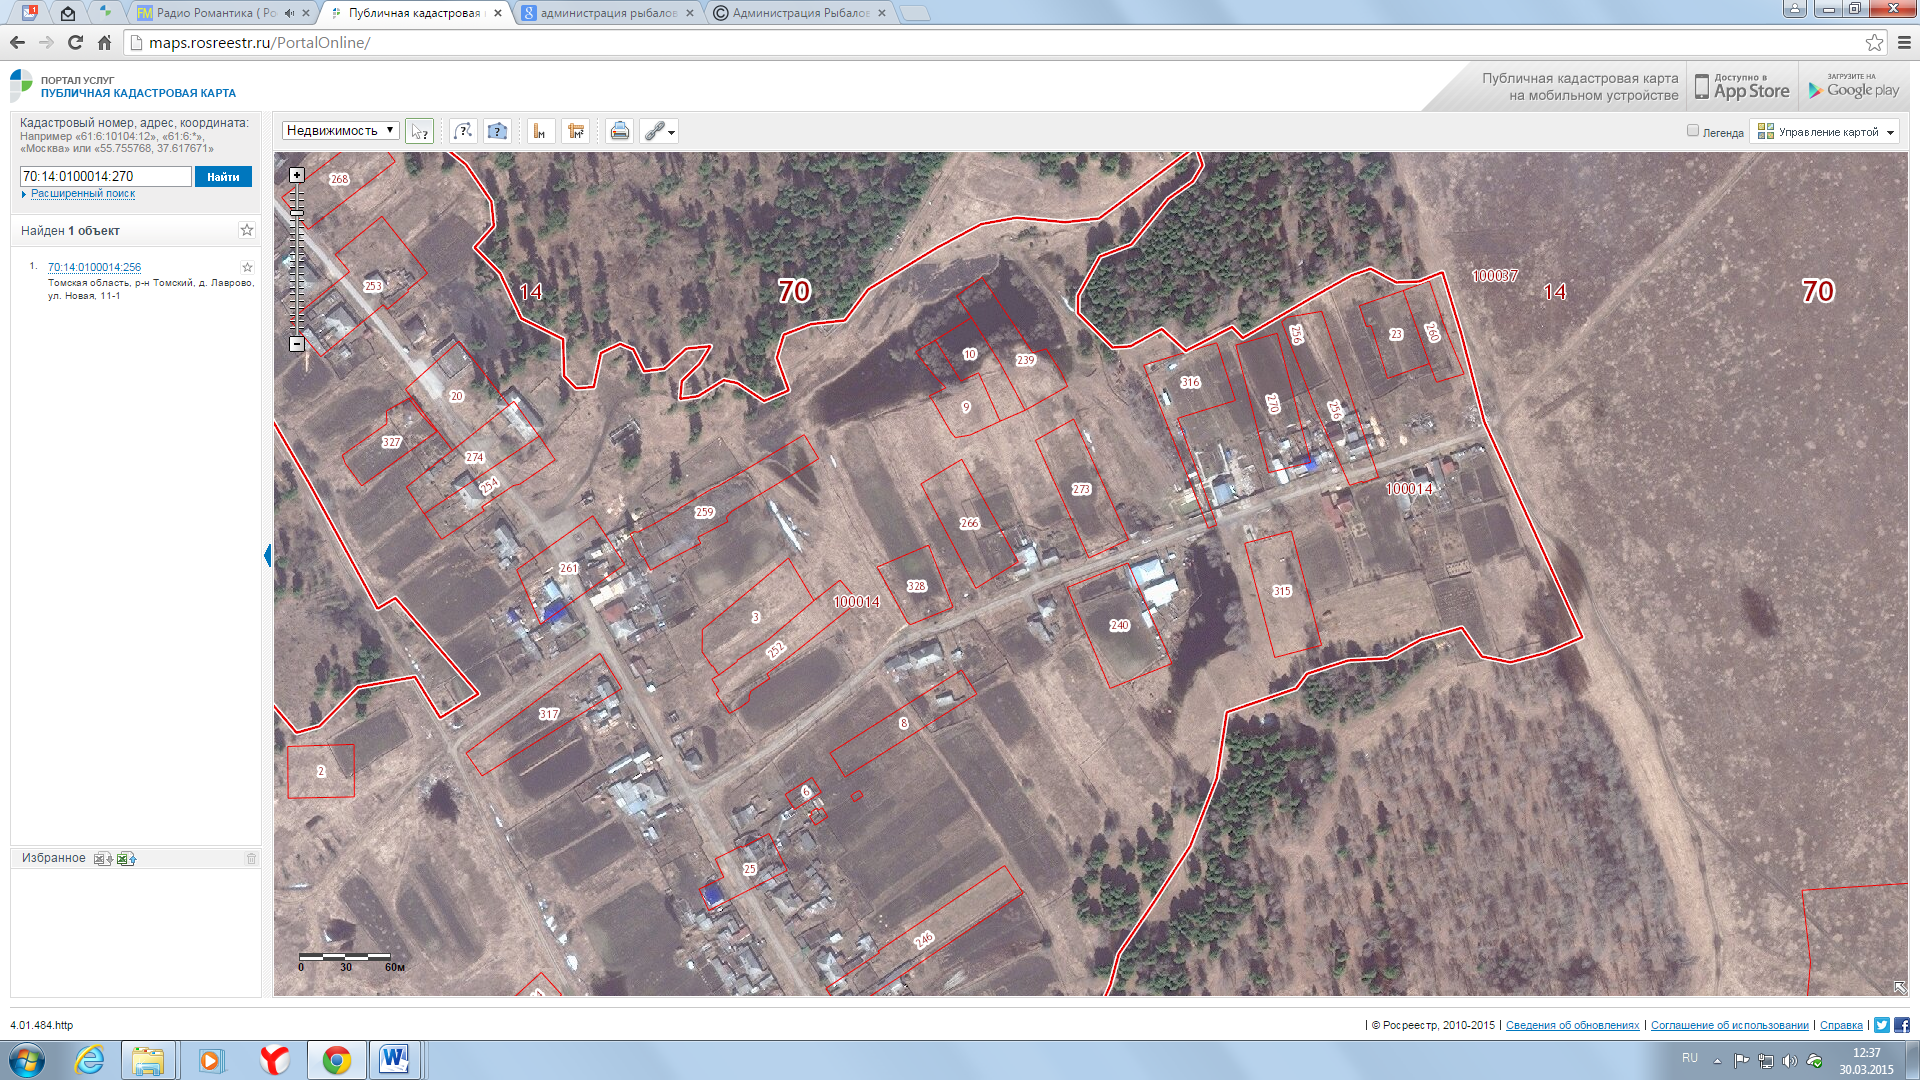 Радио Романтика ( Ро
Публичная кадастровая
администрация рыбалов
Администрация Рыбалов
maps.rosreestr.ru/PortalOnline/
ПОРТАЛ УСЛУГ
ПУБЛИЧНАЯ КАДАСТРОВАЯ КАРТА
Публичная кадастровая карта
на мобильном устройстве
Доступно в
App Store
ЗАГРУЗИТЕ НА
Google play
Кадастровый номер, адрес, координата:
Например «61:6:10104:12», «61:6:*»,
«Москва» или «55.755768, 37.617671»
70:14:0100014:270
Найти
Расширенный поиск
Найден 1 объект
1. 70:14:0100014:256
Томская область, р-н Томский, д. Лаврово,
ул. Новая, 11-1
Избранное
Недвижимость
Легенда
Управление картой
268
253
14
70
100037
14
70
10
239
9
316
270
256
256
23
260
20
327
274
254
259
266
273
100014
261
328
3
252
100014
240
315
317
8
2
6
25
246
0 30 60м
4.01.484.http
| © Росреестр, 2010-2015 | Сведения об обновлениях | Соглашение об использовании | Справка |
RU
12:37
30.03.2015